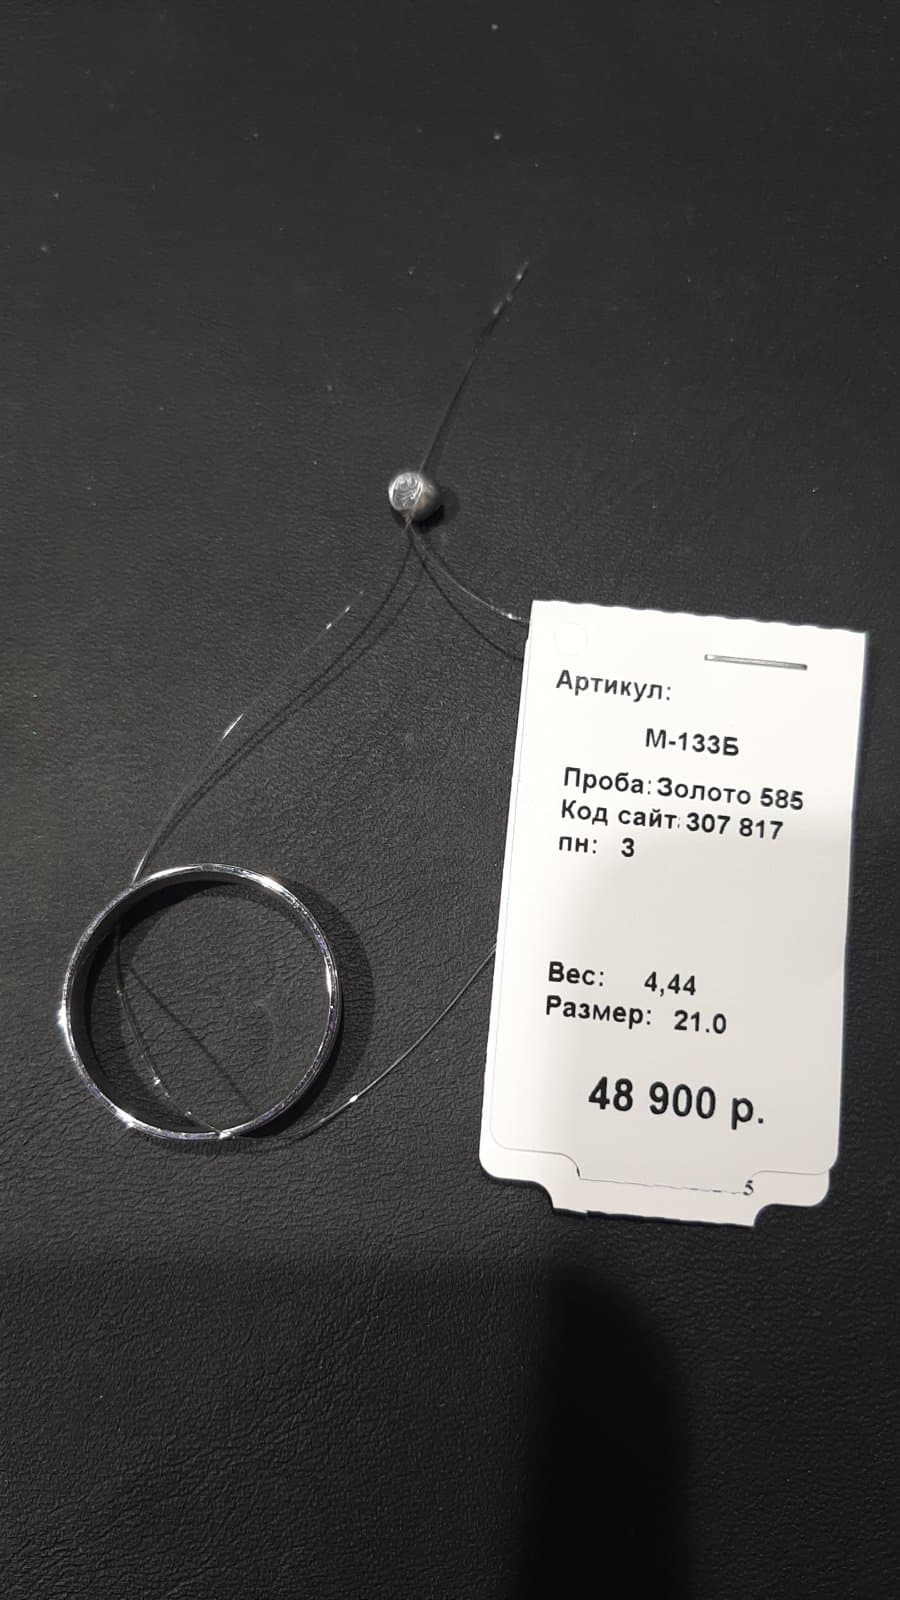 Артикул:
М-133Б
Проба: Золото 585
Код сайт: 307 817
пн: 3
Вес: 4,44
Размер: 21.0
48 900 р.
5